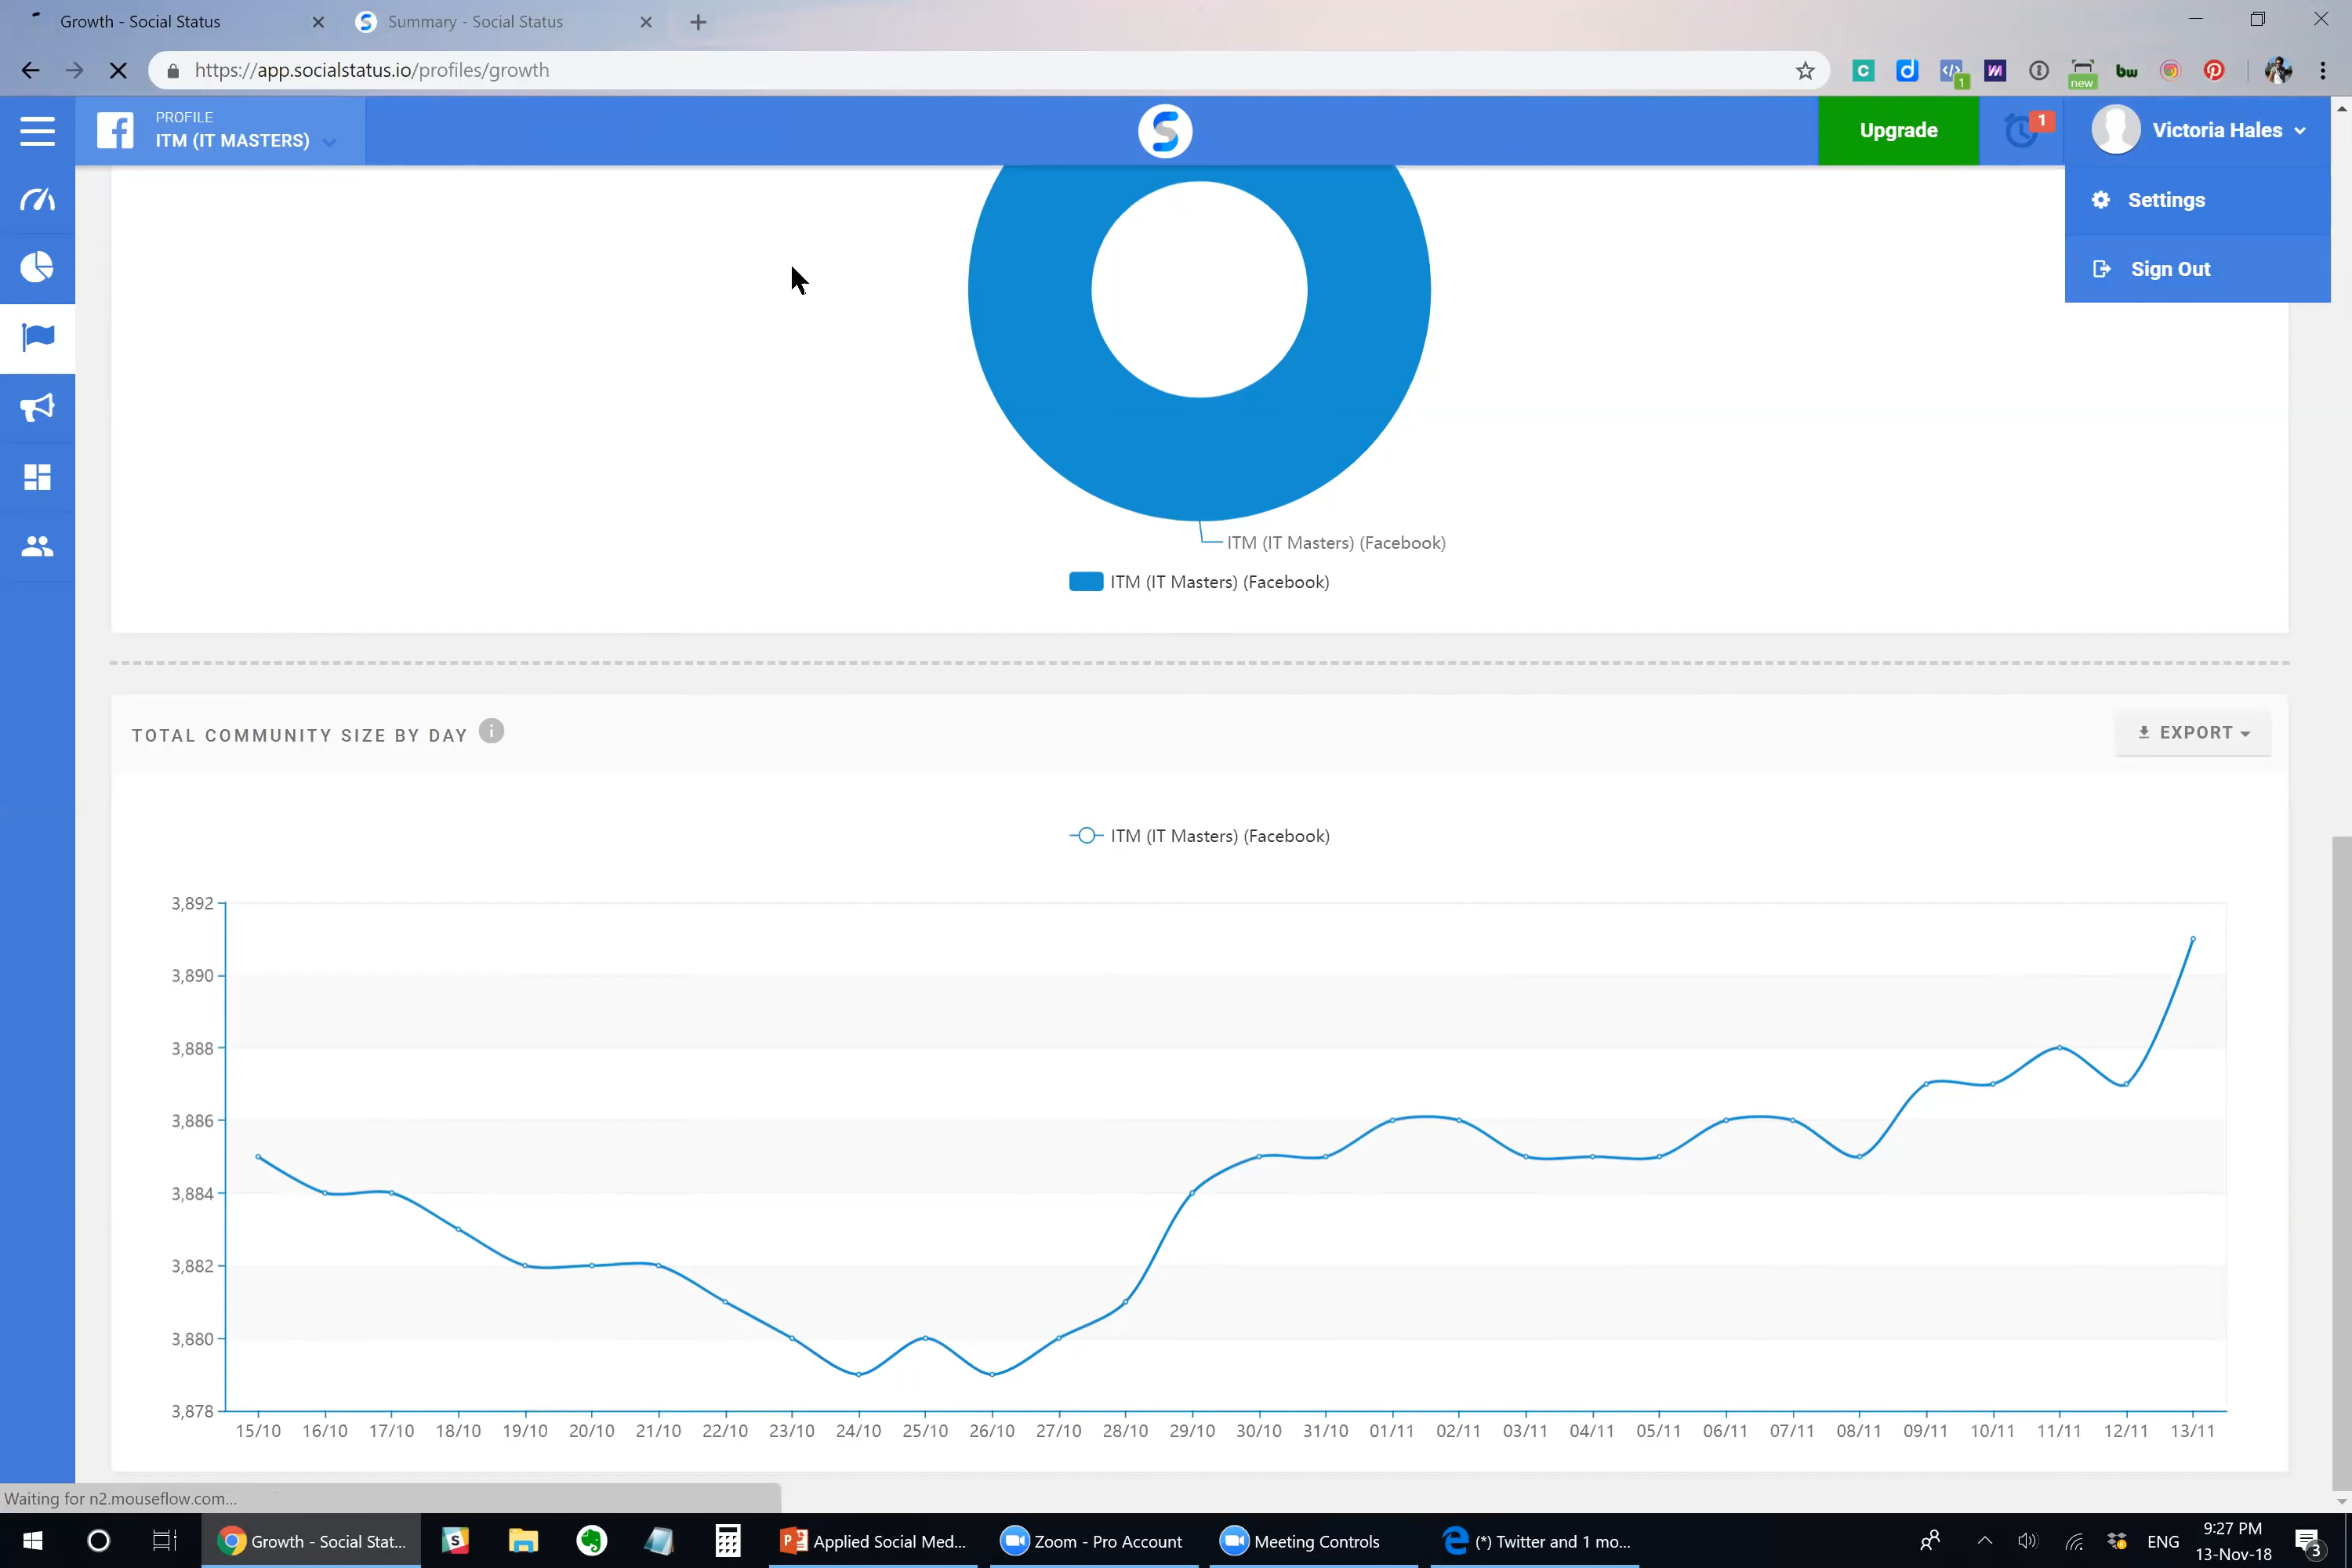 Growth - Social Status
Summary - Social Status
https://app.socialstatus.io/profiles/growth
1
new
bw
PROFILE
ITM (IT MASTERS)
Upgrade
1
Victoria Hales
Settings
Sign Out
ITM (IT Masters) (Facebook)
ITM (IT Masters) (Facebook)
TOTAL COMMUNITY SIZE BY DAY
EXPORT
ITM (IT Masters) (Facebook)
3,892
3,890
3,888
3,886
3,884
3,882
3,880
3,878
15/10 16/10 17/10 18/10 19/10 20/10 21/10 22/10 23/10 24/10 25/10 26/10 27/10 28/10 29/10 30/10 31/10 01/11 02/11 03/11 04/11 05/11 06/11 07/11 08/11 09/11 10/11 11/11 12/11 13/11
Waiting for n2.mouseflow.com...
Growth - Social Stat...
Applied Social Med...
Zoom - Pro Account
Meeting Controls
(*) Twitter and 1 mo...
ENG
9:27 PM
13-Nov-18
3